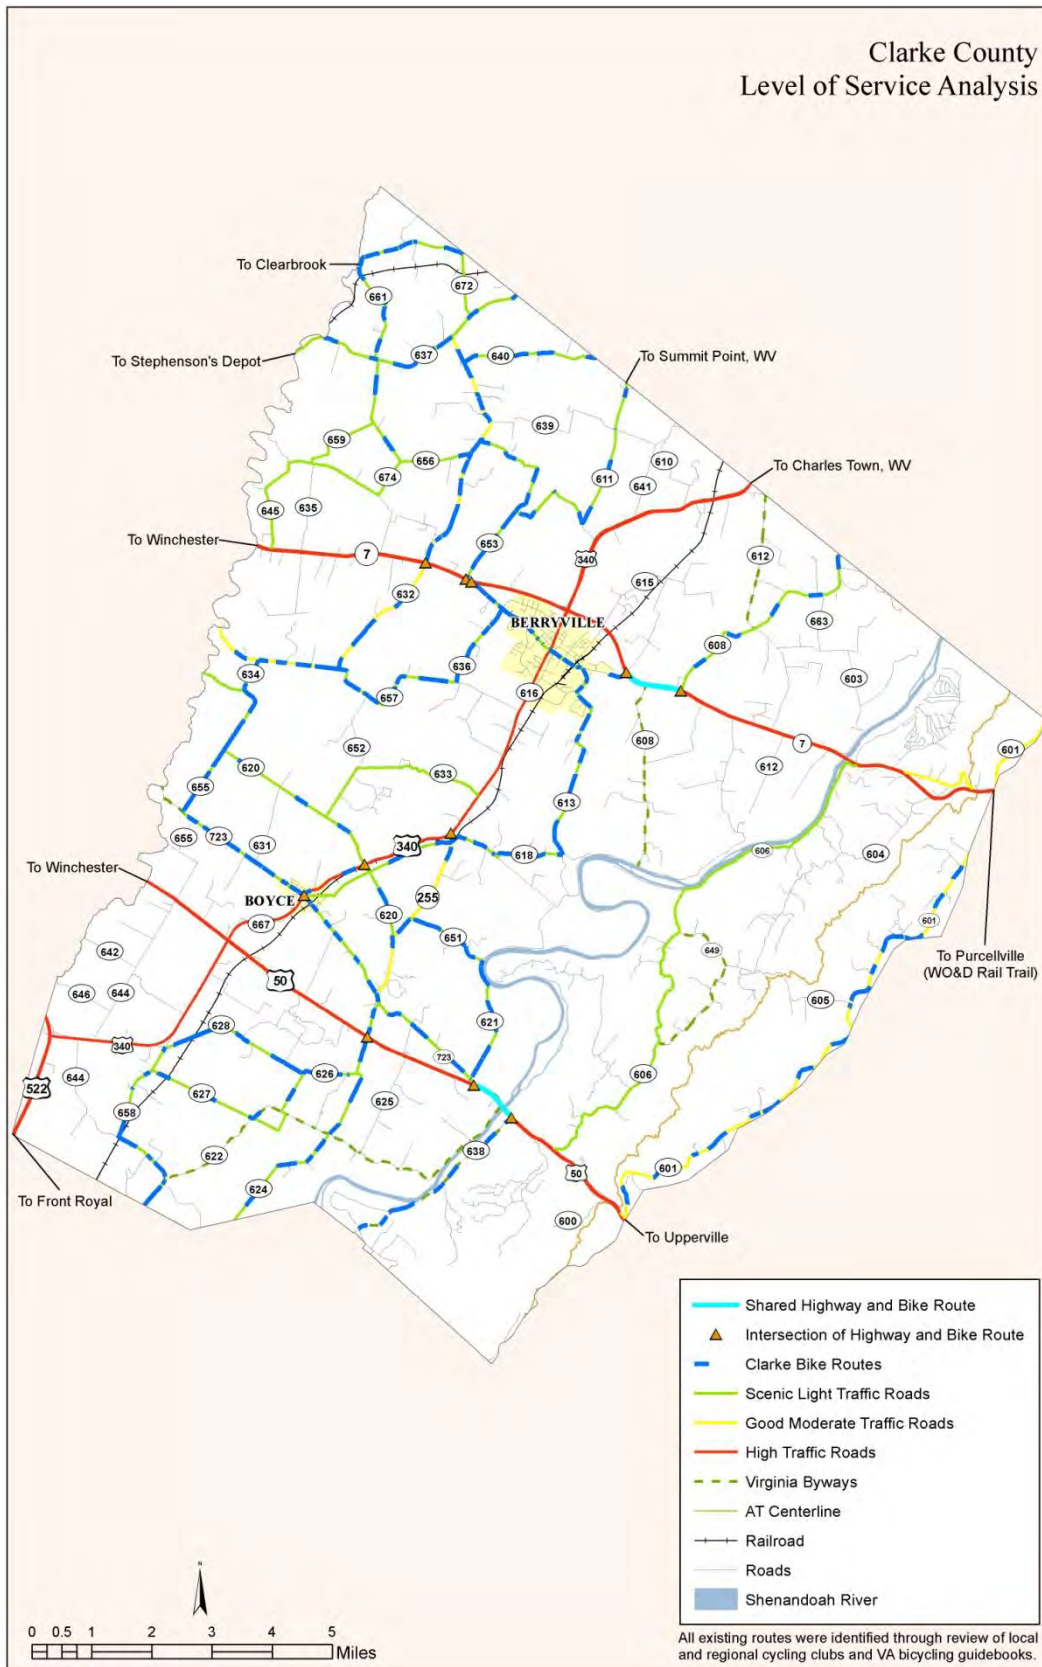 Clarke County
Level of Service Analysis
To Clearbrook
672
661
To Stephenson's Depot
637
640
To Summit Point, WV
639
659
656
610
To Charles Town, WV
674
611
641
645
635
To Winchester
7
653
340
612
632
615
663
BERRYVILLE
608
634
636
603
657
616
652
608
7
601
620
633
612
655
613
655
723
631
340
618
606
604
To Winchester
BOYCE
255
667
620
651
601
642
649
To Purcellville
(WO&D Rail Trail)
50
646
644
605
628
621
340
723
644
626
606
522
627
625
658
638
622
601
50
To Front Royal
624
600
To Upperville
Shared Highway and Bike Route
Intersection of Highway and Bike Route
Clarke Bike Routes
Scenic Light Traffic Roads
Good Moderate Traffic Roads
High Traffic Roads
Virginia Byways
AT Centerline
Railroad
Roads
Shenandoah River
N
0 0.5 1 2 3 4 5
Miles
All existing routes were identified through review of local
and regional cycling clubs and VA bicycling guidebooks.